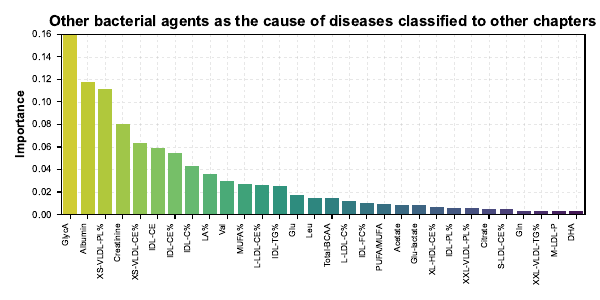 Other bacterial agents as the cause of diseases classified to other chapters
Importance
0.16
0.14
0.12
0.10
0.08
0.06
0.04
0.02
0.00
GlycA
Albumin
XS-VLDL-PL%
Creatinine
XS-VLDL-CE%
IDL-CE
IDL-CE%
IDL-C%
LA%
Val
MUFA%
L-LDL-CE%
IDL-TG%
Glu
Leu
Total-BCAA
L-LDL-C%
IDL-FC%
PUFA/MUFA
Acetate
Glu-lactate
XL-HDL-CE%
IDL-PL%
XXL-VLDL-PL%
Citrate
S-LDL-CE%
Gln
XXL-VLDL-TG%
M-LDL-P
DHA